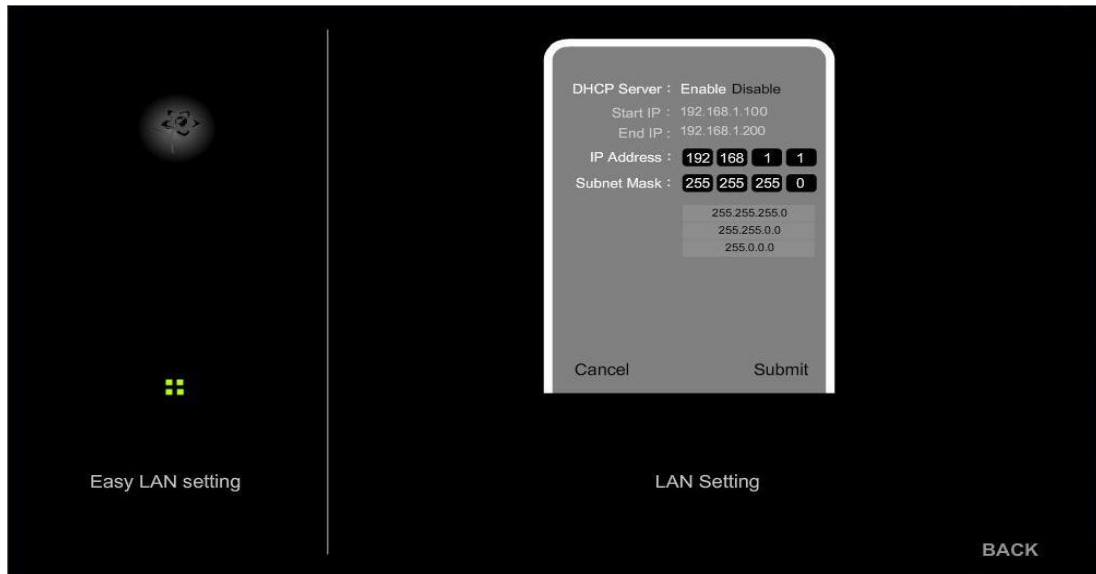 DHCP Server : Enable Disable
Start IP : 192.168.1.100
End IP : 192.168.1.200
IP Address : 192 168 1 1
Subnet Mask : 255 255 255 0
255.255.255.0
255.255.0.0
255.0.0.0
Cancel Submit
Easy LAN setting
LAN Setting
BACK